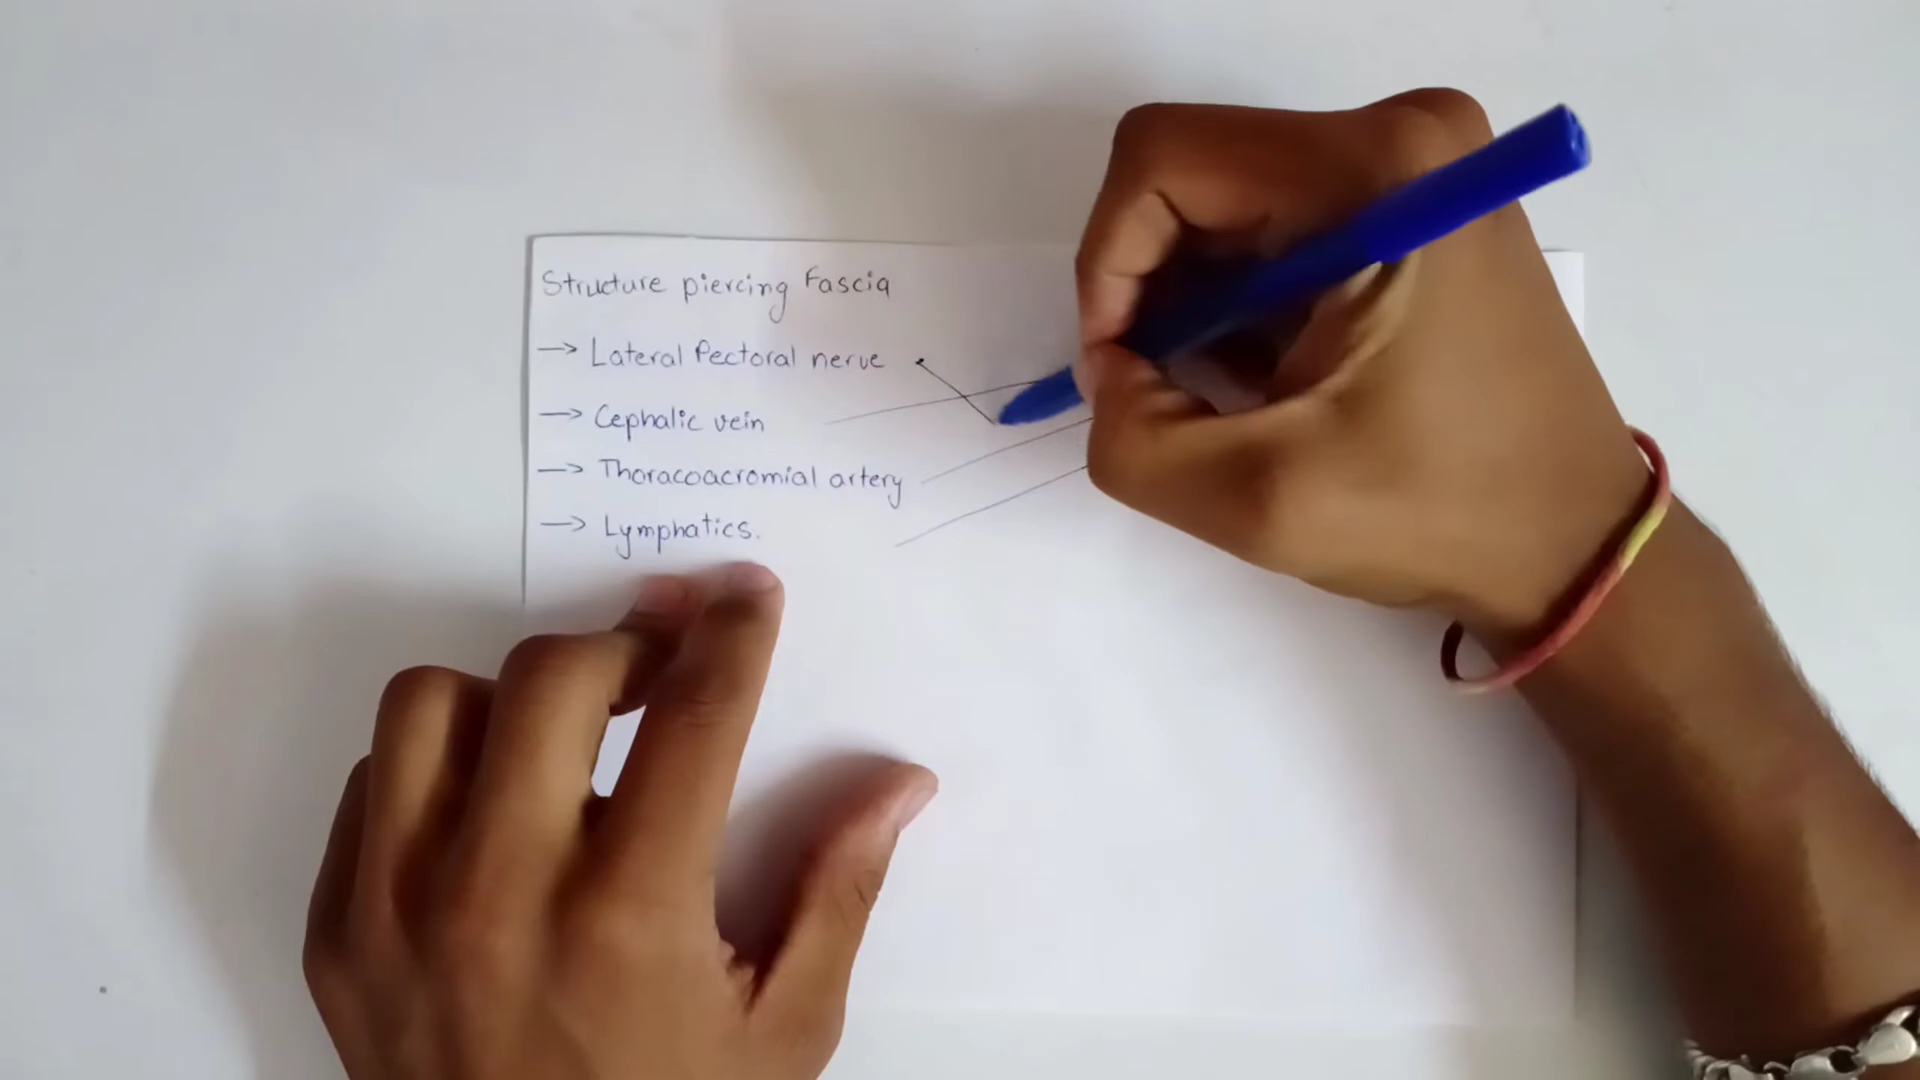 Structure piercing Fascia
→ Lateral Pectoral nerve
→ Cephalic vein
→ Thoracoacromial artery
→ Lymphatics.